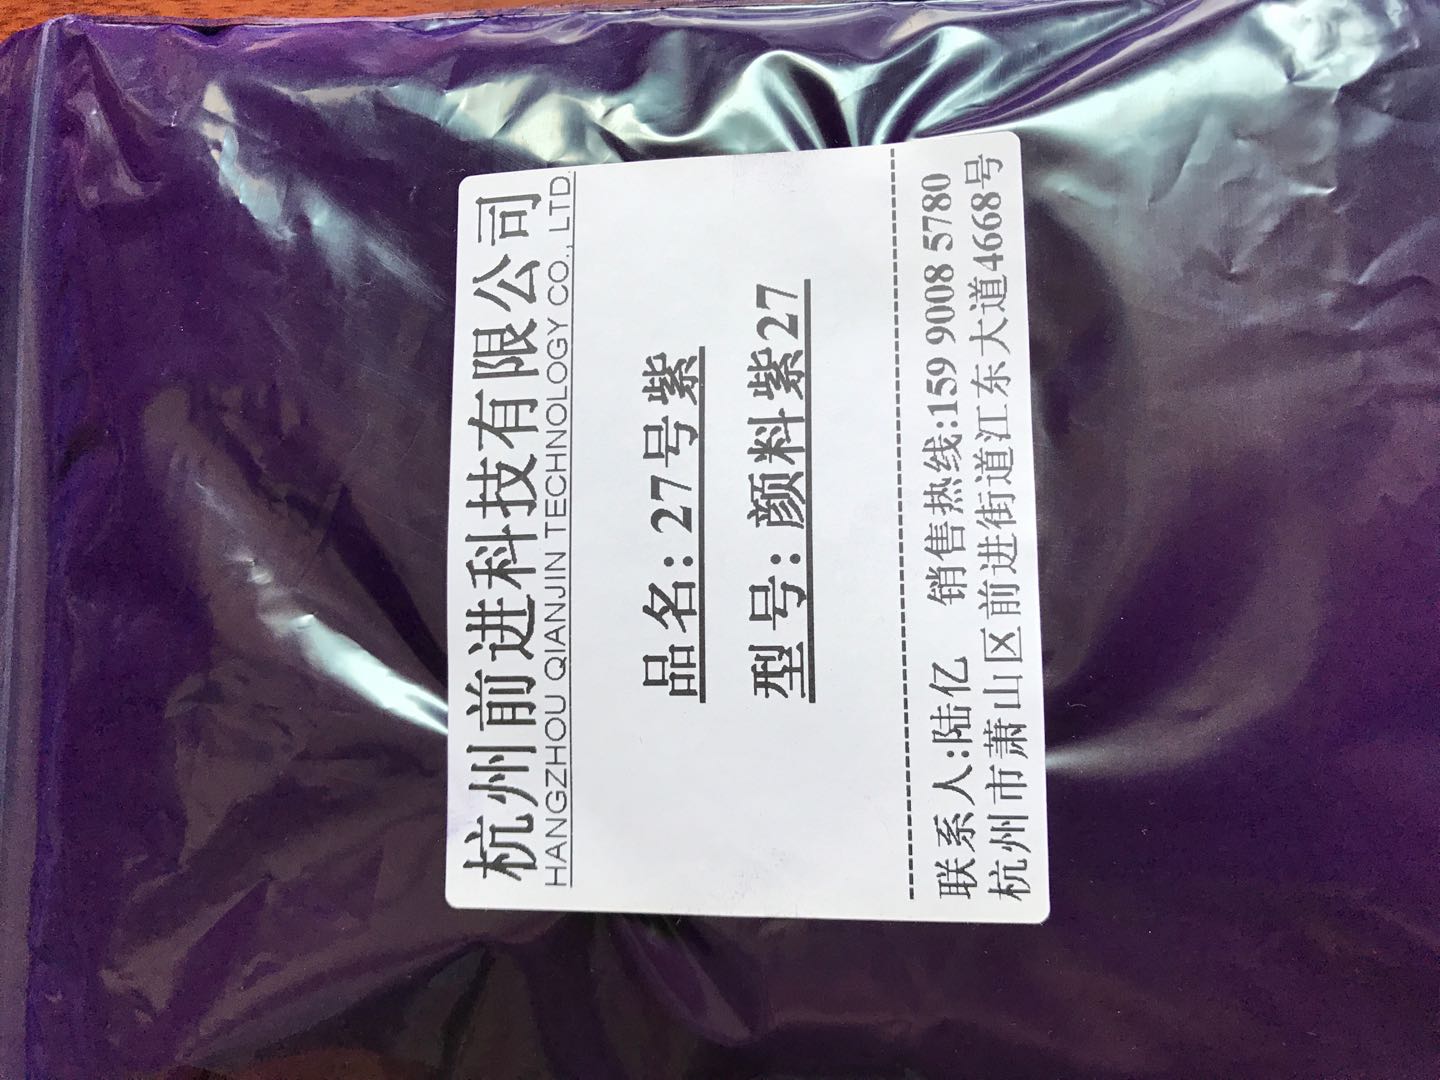 杭州前进科技有限公司
HANGZHOU QIANJIN TECHNOLOGY CO., LTD.
品名:27号紫
型号:颜料紫27
联系人:陆亿 销售热线:159 9008 5780
杭州市萧山区前进街道江东大道4668号